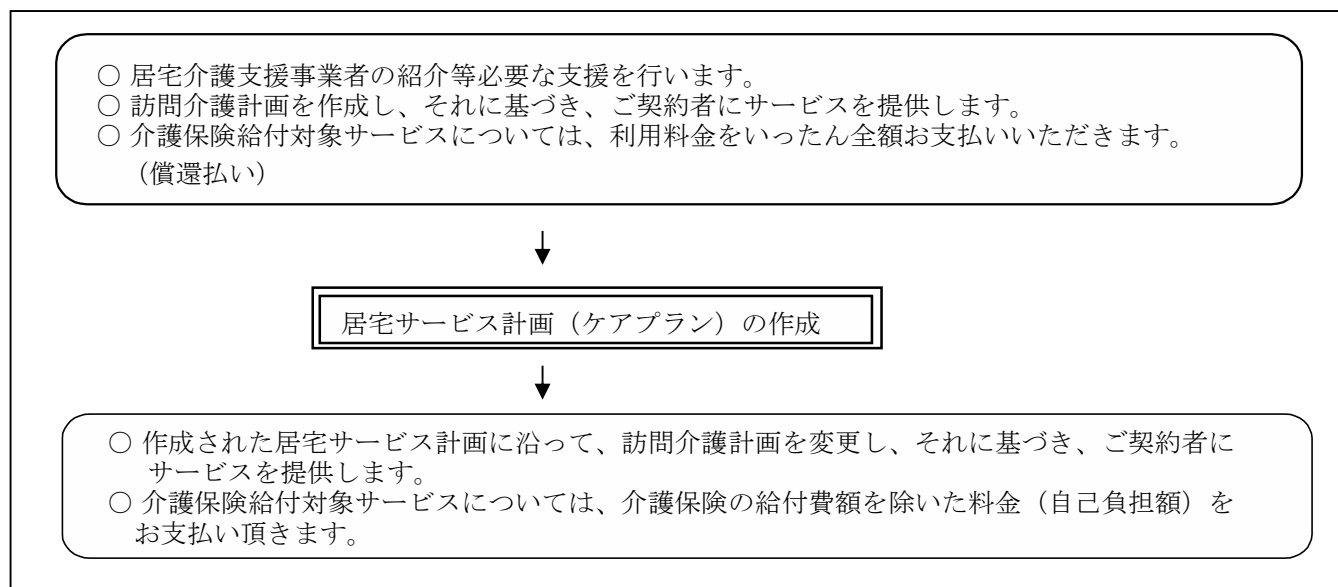 ○ 居宅介護支援事業者の紹介等必要な支援を行います。
○ 訪問介護計画を作成し、それに基づき、ご契約者にサービスを提供します。
○ 介護保険給付対象サービスについては、利用料金をいったん全額お支払いいただきます。
（償還払い）
↓
居宅サービス計画（ケアプラン）の作成
↓
○ 作成された居宅サービス計画に沿って、訪問介護計画を変更し、それに基づき、ご契約者に
サービスを提供します。
○ 介護保険給付対象サービスについては、介護保険の給付費額を除いた料金（自己負担額）を
お支払い頂きます。